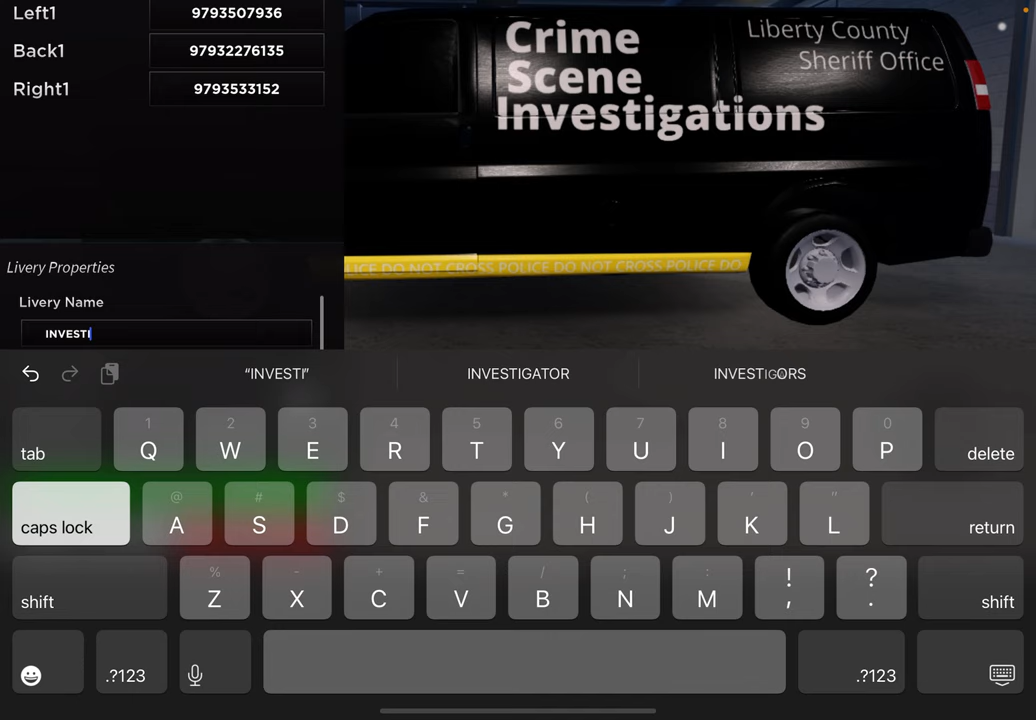 Left1
9793507936
Back1
97932276135
Right1
9793533152
Crime
Scene
Investigations
Liberty County
Sheriff Office
LICE DO NOT CROSS POLICE DO NOT CROSS POLICE DO
Livery Properties
Livery Name
INVESTI
“INVESTI”
INVESTIGATOR
tab
1 2 3 4 5 6 7 8 9 0
Q W E R T Y U I O P
delete
@ # $ & * ( ) ' "
caps lock
A S D F G H J K L
return
% - + = / ; : ! ?
shift
Z X C V B N M , .
shift
.?123
.?123